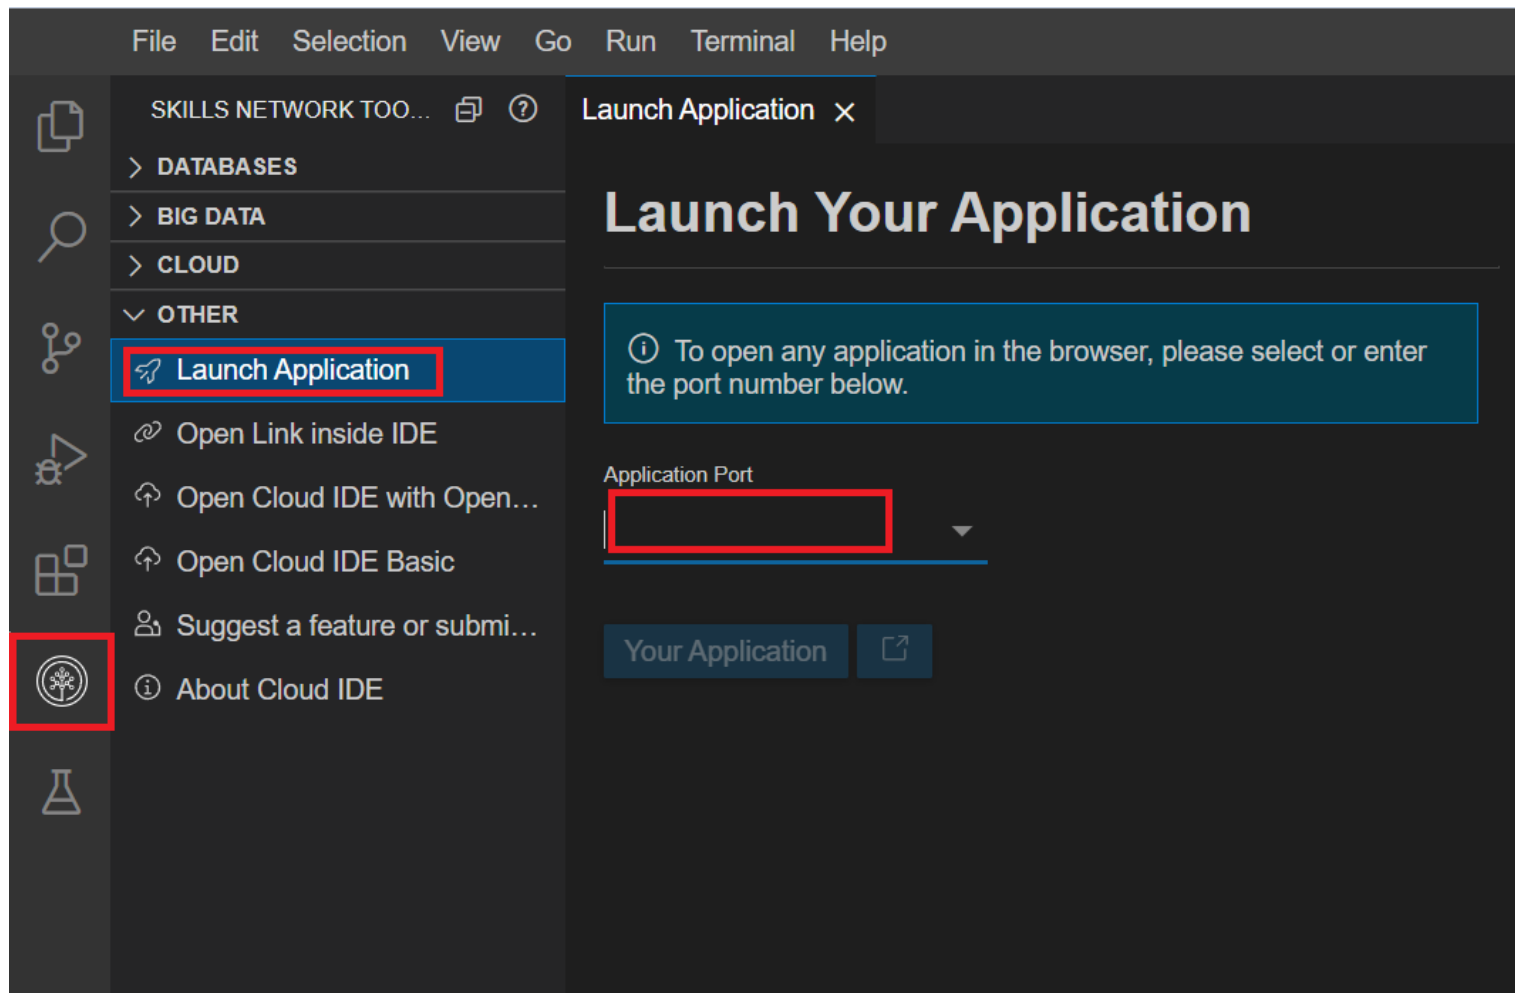 File Edit Selection View Go Run Terminal Help
SKILLS NETWORK TOO...
DATABASES
BIG DATA
CLOUD
OTHER
Launch Application
Open Link inside IDE
Open Cloud IDE with Open...
Open Cloud IDE Basic
Suggest a feature or submi...
About Cloud IDE
Launch Application
Launch Your Application
To open any application in the browser, please select or enter
the port number below.
Application Port
Your Application